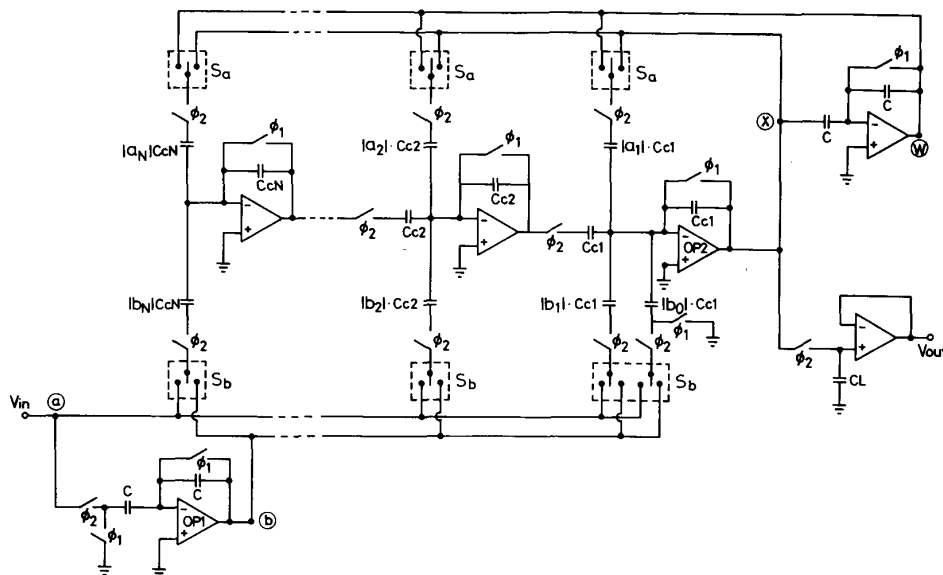 Sa Sa Sa
ϕ1
C
ϕ2 ϕ2 ϕ2
|aN|CcN ϕ1 |a2|·Cc2 ϕ1 |a1|·Cc1 ϕ1
X C W
CcN Cc2 Cc1
ϕ2 Cc2 ϕ2 Cc1 OP2
|bN|CcN |b2|·Cc2 |b1|·Cc1 |b0|·Cc1
ϕ1
ϕ2 ϕ2 ϕ2 ϕ2 ϕ2 Vout
Sb Sb Sb CL
Vin a
ϕ1
C
ϕ2 OP1 b
ϕ1